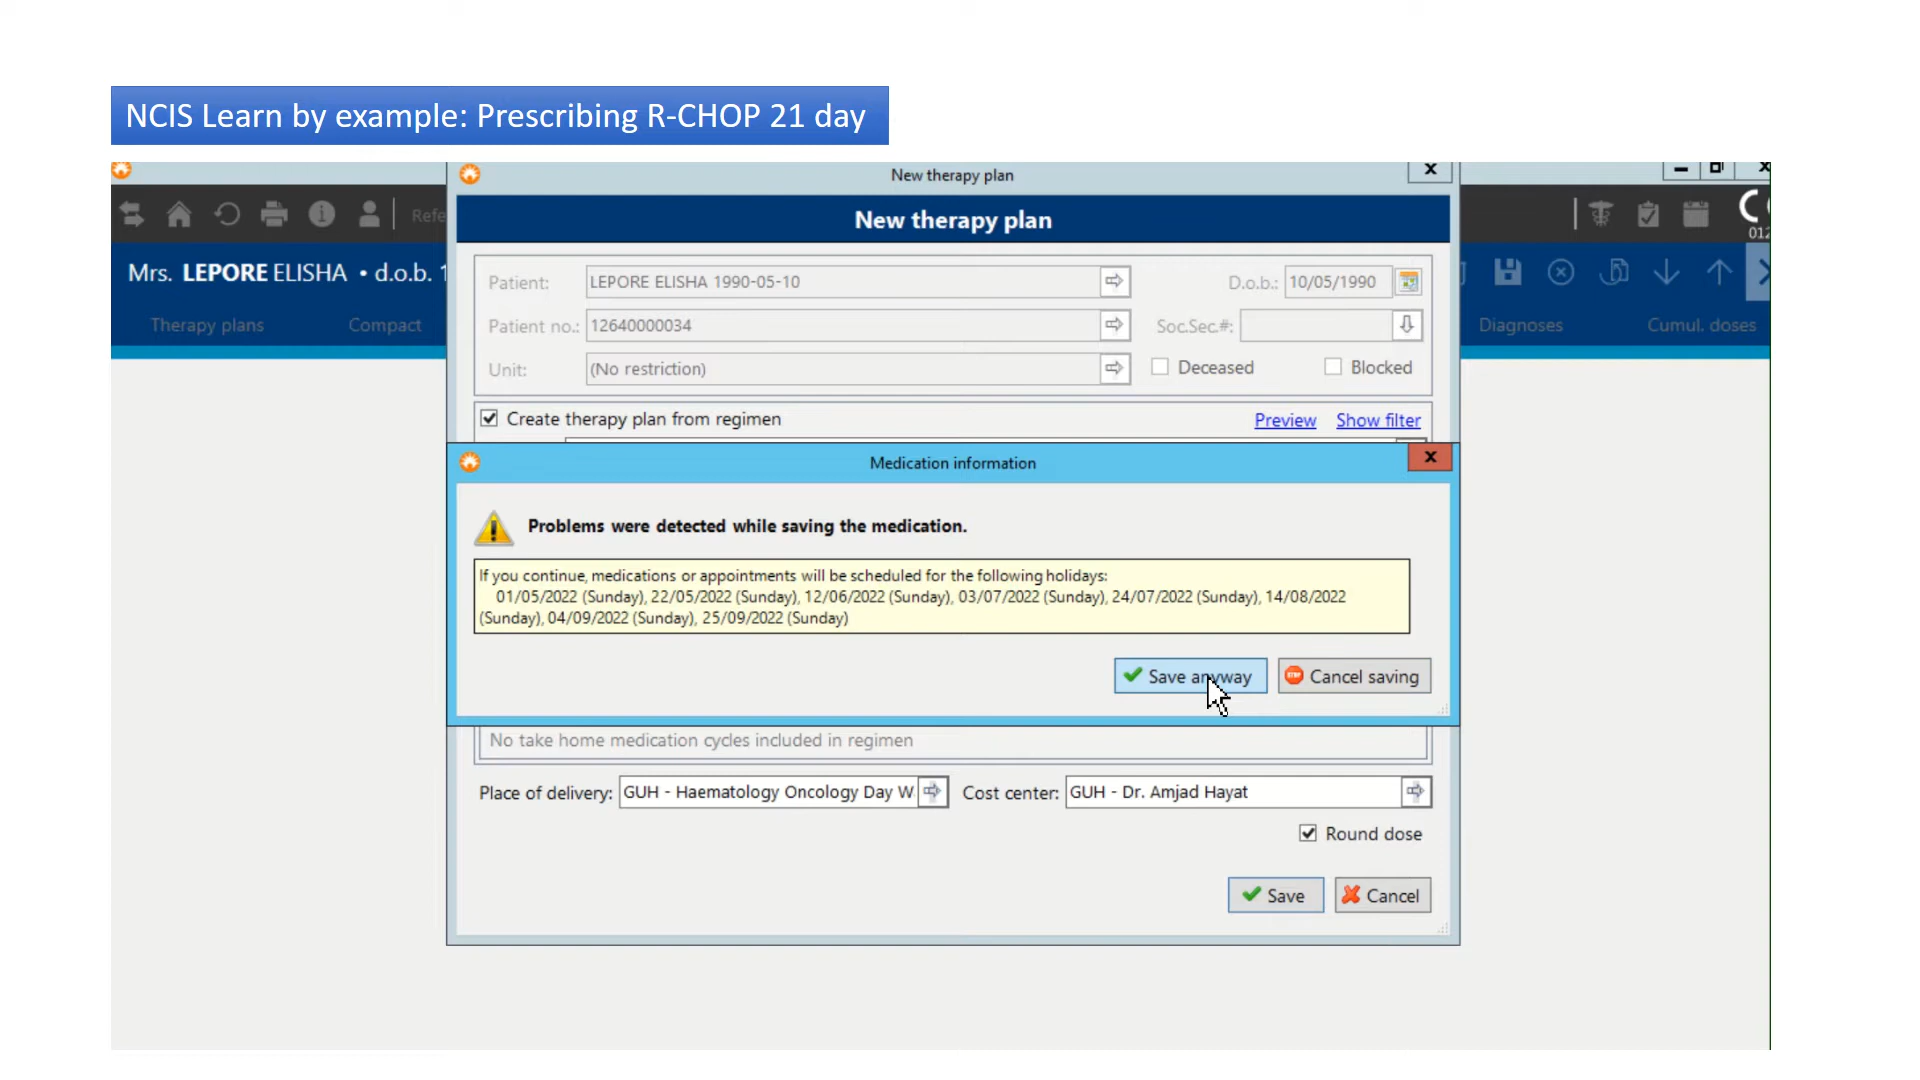 NCIS Learn by example: Prescribing R-CHOP 21 day
New therapy plan
New therapy plan
Mrs. LEPORE ELISHA • d.o.b. 1
Refe
012
Therapy plans
Compact
Diagnoses
Cumul. doses
Patient: LEPORE ELISHA 1990-05-10
D.o.b.: 10/05/1990
Patient no.: 12640000034
Soc.Sec.#:
Unit: (No restriction)
Deceased
Blocked
Create therapy plan from regimen
Preview
Show filter
Medication information
Problems were detected while saving the medication.
If you continue, medications or appointments will be scheduled for the following holidays:
01/05/2022 (Sunday), 22/05/2022 (Sunday), 12/06/2022 (Sunday), 03/07/2022 (Sunday), 24/07/2022 (Sunday), 14/08/2022
(Sunday), 04/09/2022 (Sunday), 25/09/2022 (Sunday)
Save anyway
Cancel saving
No take home medication cycles included in regimen
Place of delivery: GUH - Haematology Oncology Day W
Cost center: GUH - Dr. Amjad Hayat
Round dose
Save
Cancel